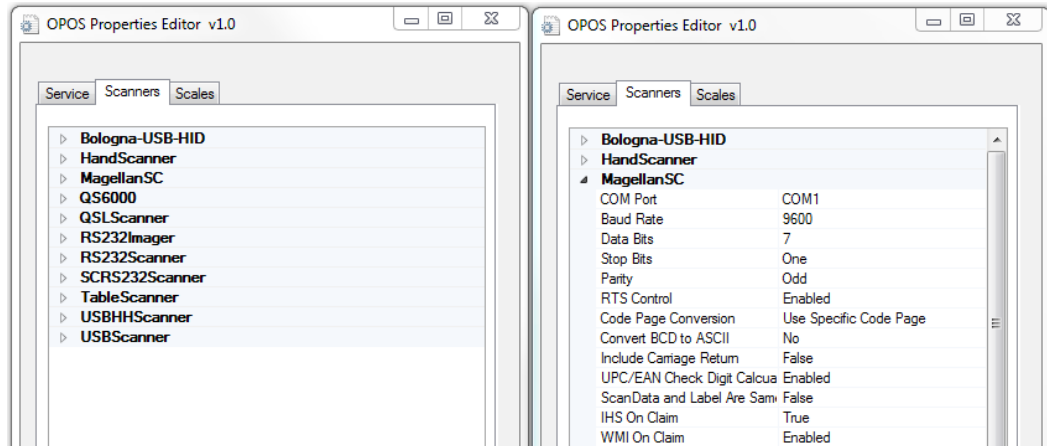 OPOS Properties Editor v1.0
Service Scanners Scales
Bologna-USB-HID
HandScanner
MagellanSC
QS6000
QSLScanner
RS232Imager
RS232Scanner
SCRS232Scanner
TableScanner
USBHHScanner
USBScanner
OPOS Properties Editor v1.0
Service Scanners Scales
Bologna-USB-HID
HandScanner
MagellanSC
COM Port COM1
Baud Rate 9600
Data Bits 7
Stop Bits One
Parity Odd
RTS Control Enabled
Code Page Conversion Use Specific Code Page
Convert BCD to ASCII No
Include Carriage Return False
UPC/EAN Check Digit Calcua Enabled
ScanData and Label Are Sam False
IHS On Claim True
WMI On Claim Enabled